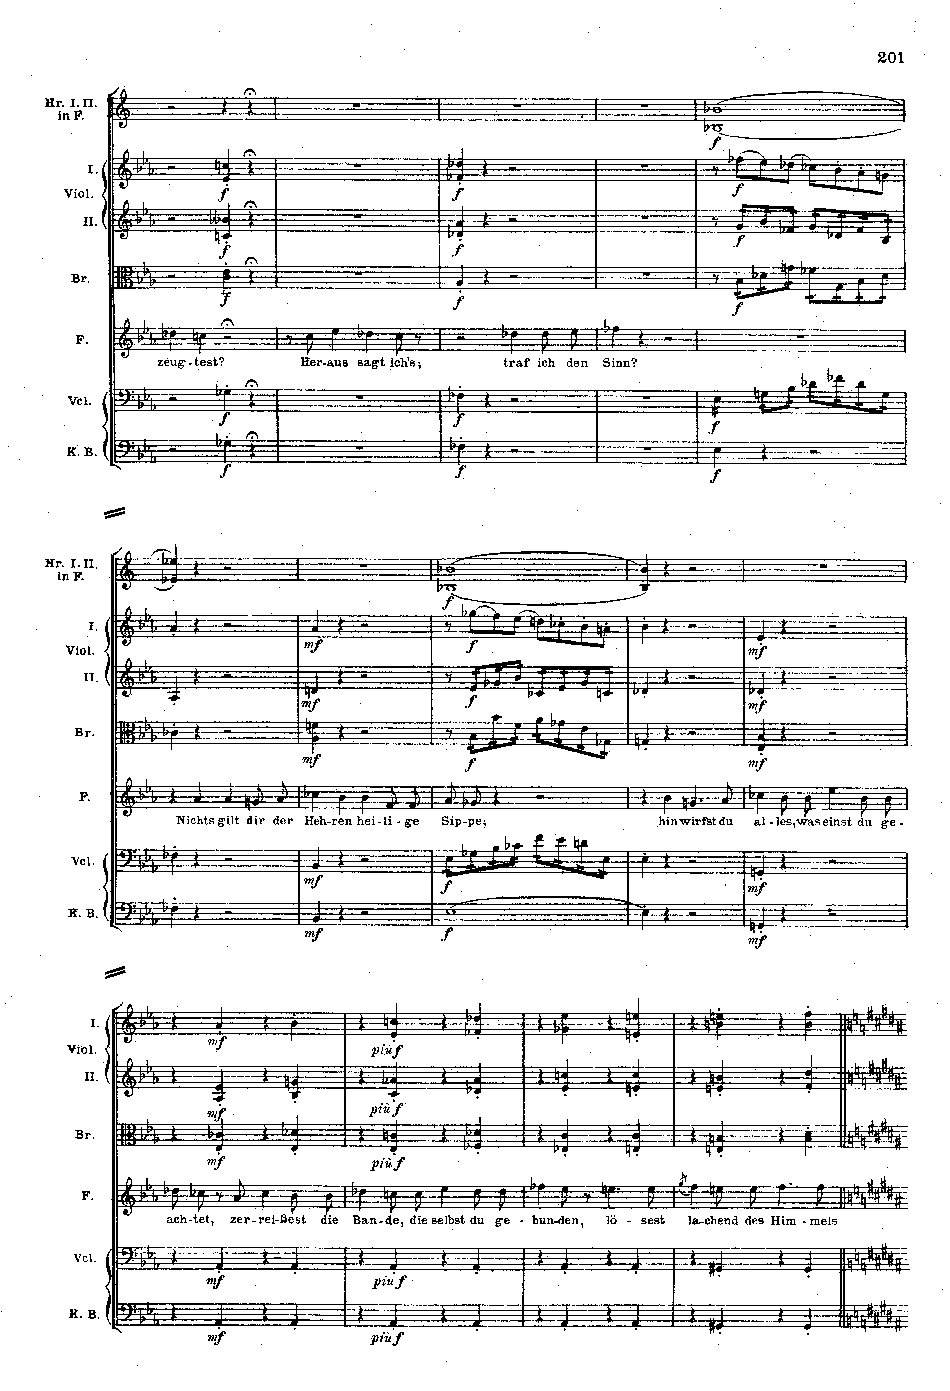 201
Hr. I. II.
in F.
f
I.
f f f
Viol.
II.
f f f
Br.
f f f
F.
zeug-test? Her-aus sagt ich's; traf ich den Sinn?
Vcl.
f f f
K. B.
f f f
Hr. I. II.
in F.
f
I.
mf f mf
Viol.
II.
mf f mf
Br.
mf f mf
F.
Nichts gilt dir der Heh-ren hei-li-ge Sip-pe; hin wirfst du al-les, was einst du ge-
Vcl.
mf f mf
K. B.
mf f mf
I.
mf più f
Viol.
II.
mf più f
Br.
mf più f
F.
ach-tet, zer-rei-ßest die Ban-de, die selbst du ge-bun-den, lö-sest la-chend des Him-mels
Vcl.
mf più f
K. B.
mf più f